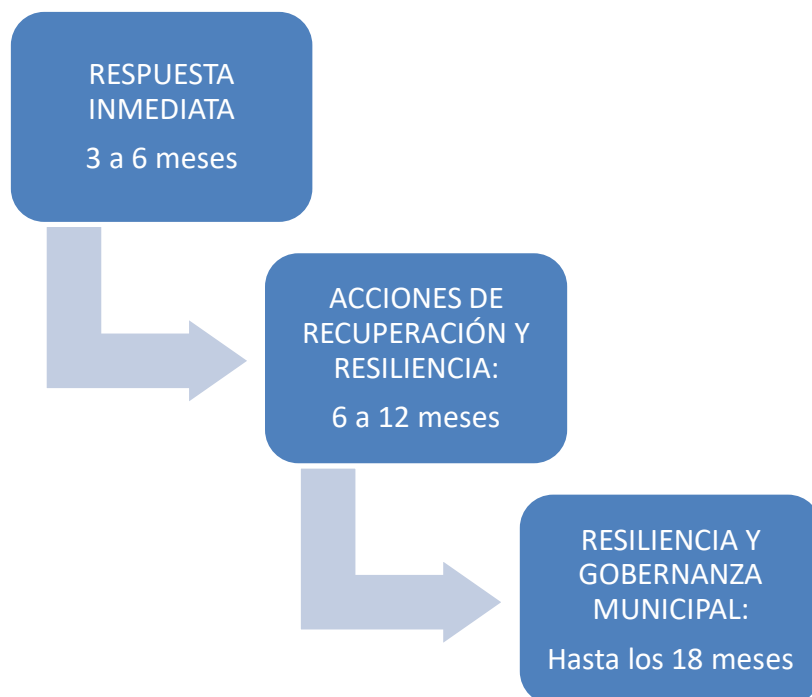 RESPUESTA
INMEDIATA
3 a 6 meses
ACCIONES DE
RECUPERACIÓN Y
RESILIENCIA:
6 a 12 meses
RESILIENCIA Y
GOBERNANZA
MUNICIPAL:
Hasta los 18 meses